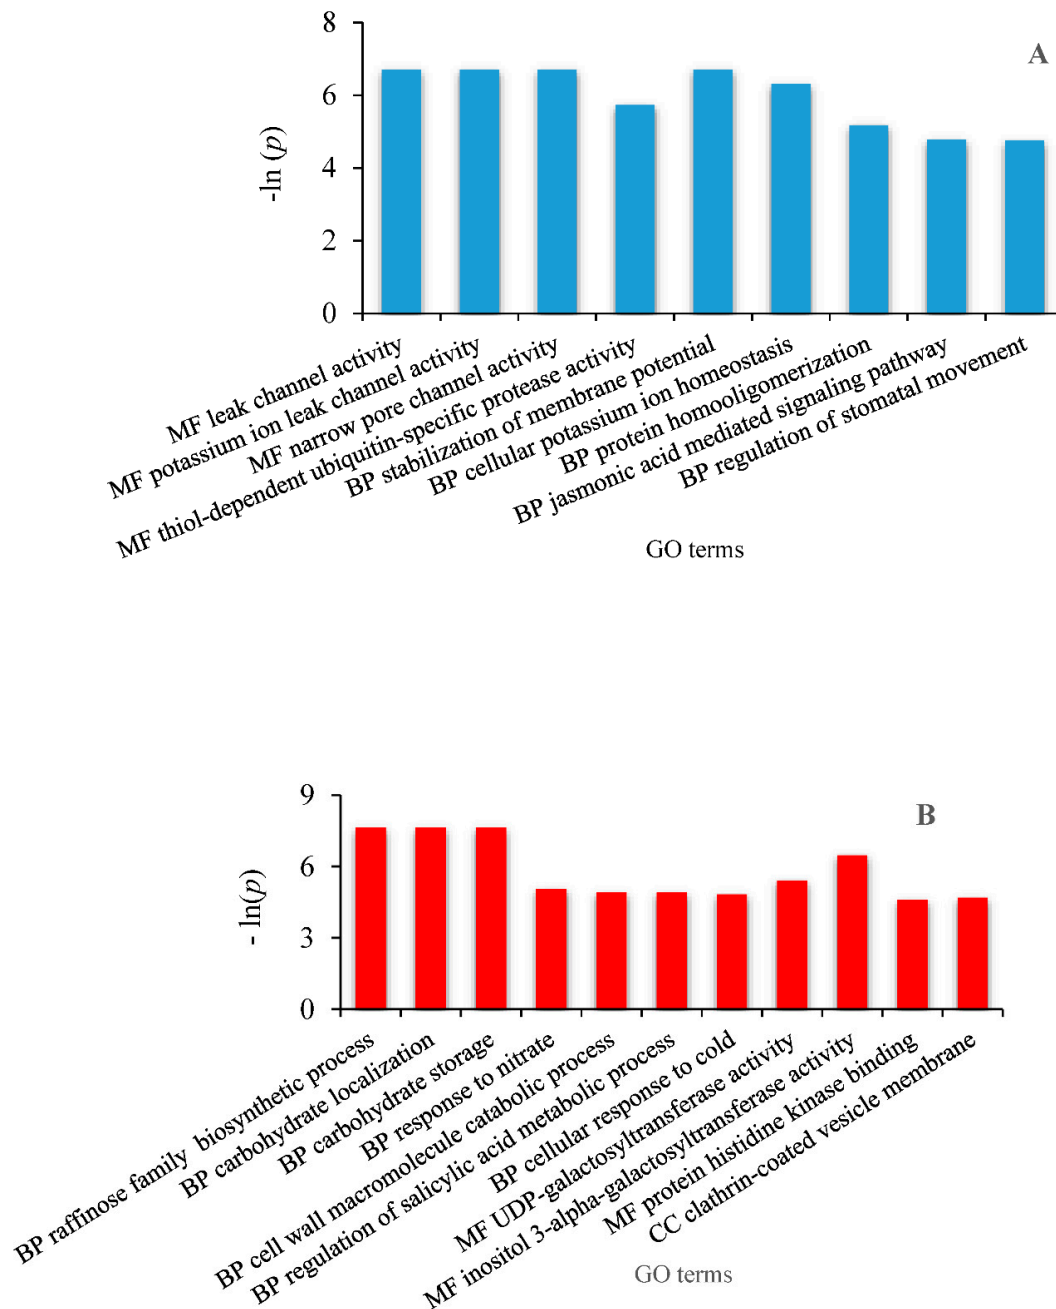 8
A
6
4
2
0
-ln (p)
MF leak channel activity
MF potassium ion leak channel activity
MF narrow pore channel activity
MF thiol-dependent ubiquitin-specific protease activity
BP stabilization of membrane potential
BP cellular potassium ion homeostasis
BP protein homooligomerization
BP jasmonic acid mediated signaling pathway
BP regulation of stomatal movement
GO terms
9
B
6
3
0
- ln(p)
BP raffinose family biosynthetic process
BP carbohydrate localization
BP carbohydrate storage
BP response to nitrate
BP cell wall macromolecule catabolic process
BP regulation of salicylic acid metabolic process
BP cellular response to cold
MF UDP-galactosyltransferase activity
MF inositol 3-alpha-galactosyltransferase activity
MF protein histidine kinase binding
CC clathrin-coated vesicle membrane
GO terms